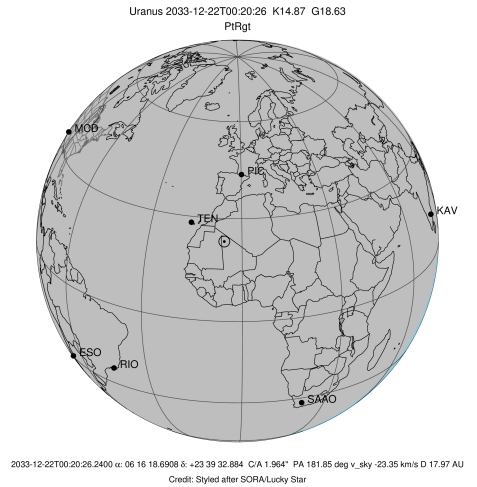 Uranus 2033-12-22T00:20:26 K14.87 G18.63
PtRgt
MOD
PIC
KAV
TEN
ESO
RIO
SAAO
2033-12-22T00:20:26.2400 α: 06 16 18.6908 δ: +23 39 32.884 C/A 1.964" PA 181.85 deg v_sky -23.35 km/s D 17.97 AU
Credit: Styled after SORA/Lucky Star